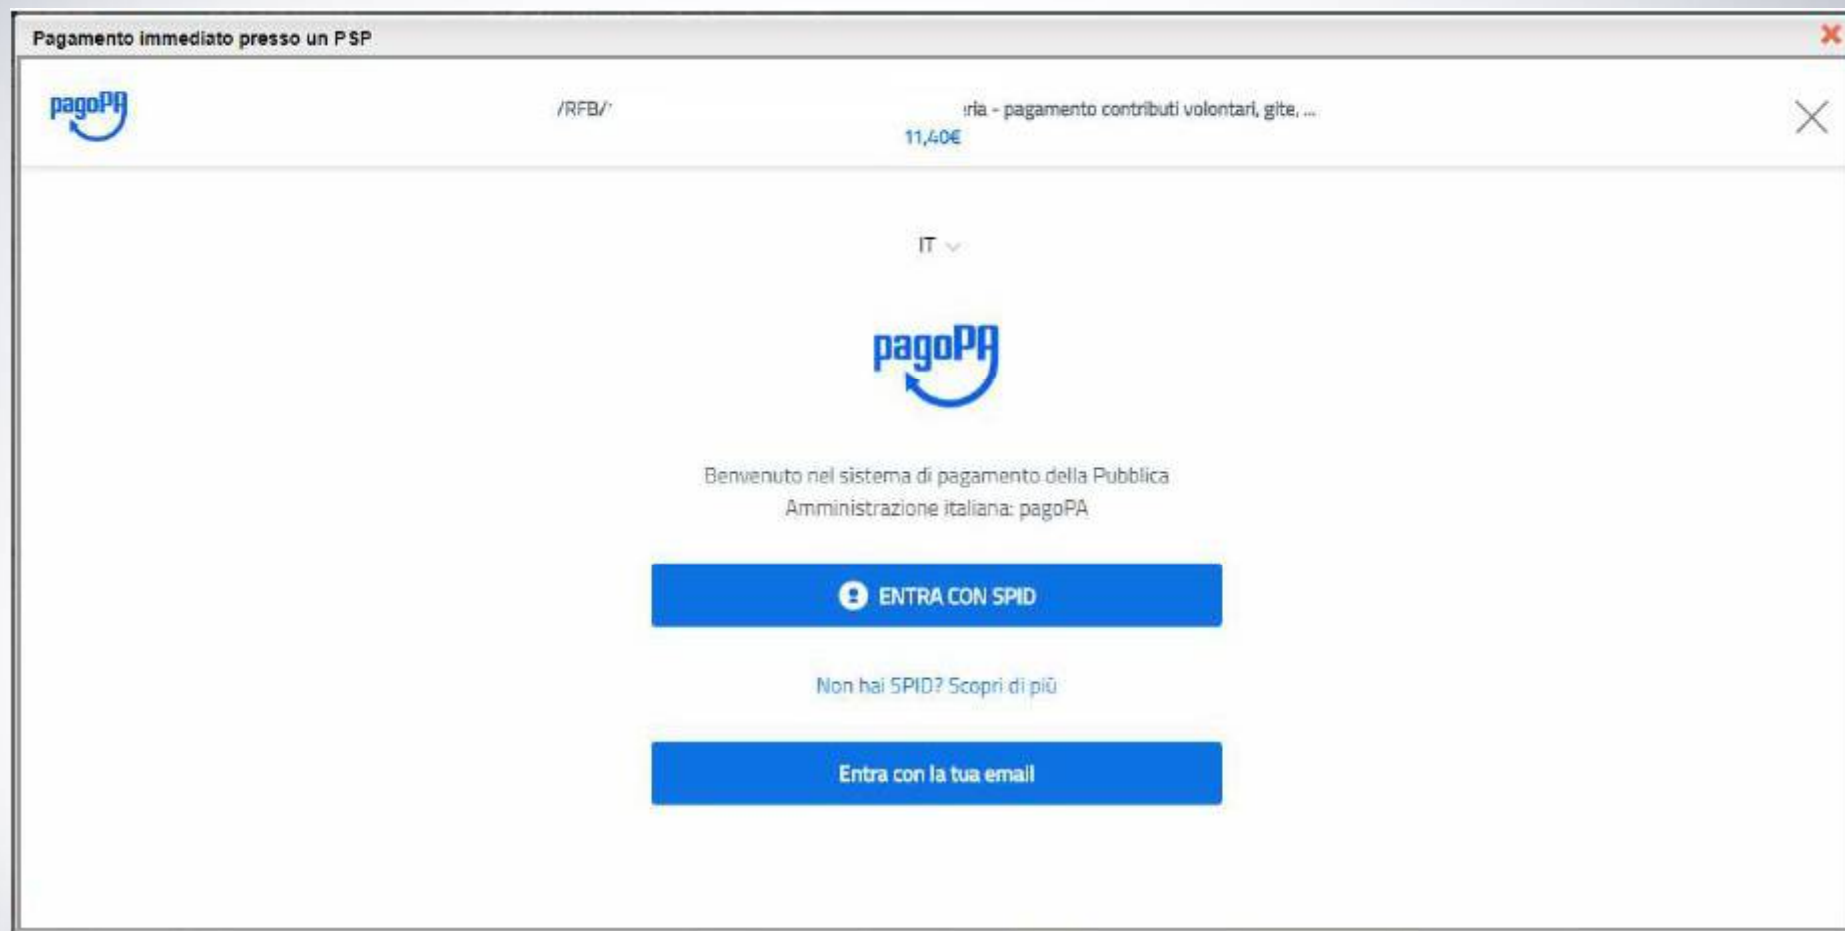 Pagamento immediato presso un PSP
pagoPA
/RFB/ - pagamento contributi volontari, gite, ...
11,40€
IT
pagoPA
Benvenuto nel sistema di pagamento della Pubblica
Amministrazione italiana: pagoPA
ENTRA CON SPID
Non hai SPID? Scopri di più
Entra con la tua email